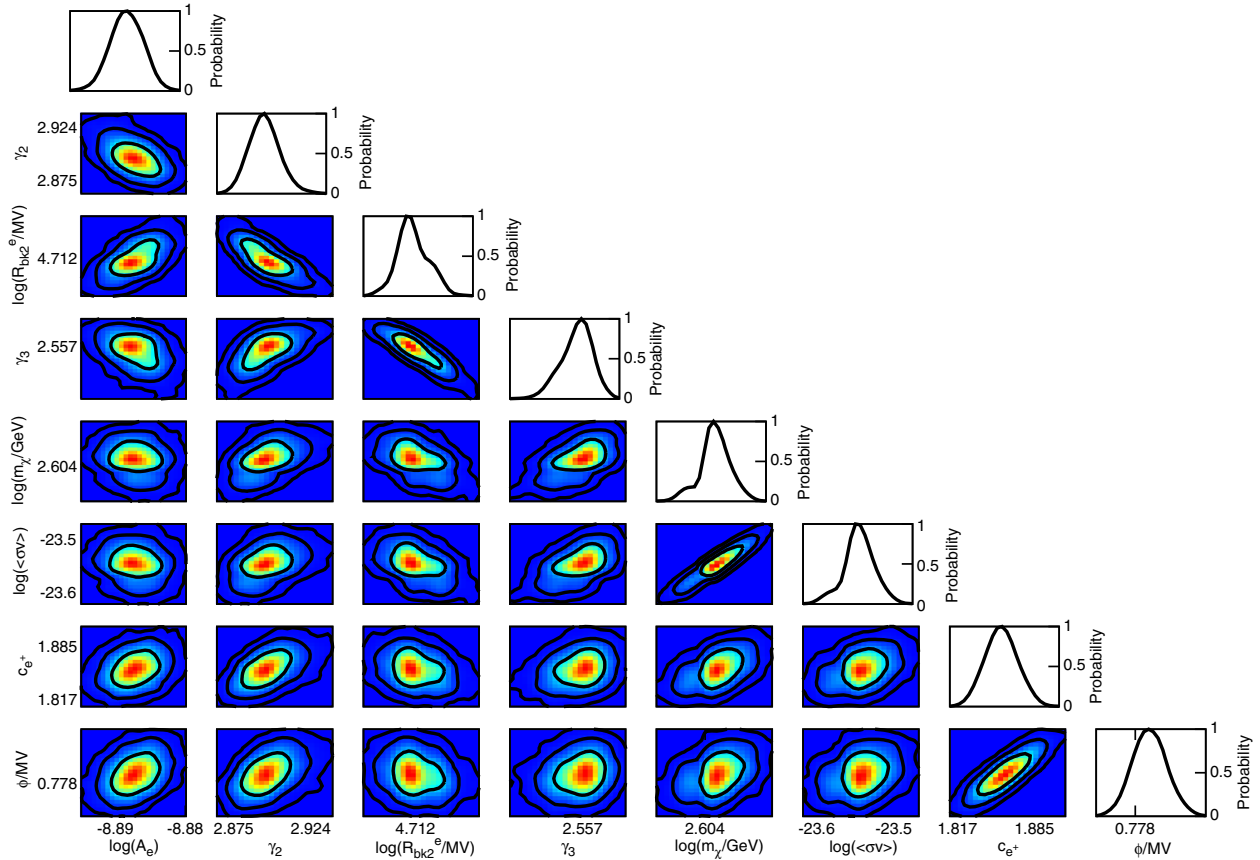 1
0.5
0
Probability
2.924
2.875
γ2
1
0.5
0
Probability
4.712
log(Rbk2^e/MV)
1
0.5
0
Probability
2.557
γ3
1
0.5
0
Probability
2.604
log(mχ/GeV)
1
0.5
0
Probability
-23.5
-23.6
log(<σv>)
1
0.5
0
Probability
1.885
1.817
c_e+
1
0.5
0
Probability
0.778
ϕ/MV
1
0.5
0
Probability
-8.89 -8.88 2.875 2.924 4.712 2.557 2.604 -23.6 -23.5 1.817 1.885 0.778
log(Ae) γ2 log(Rbk2^e/MV) γ3 log(mχ/GeV) log(<σv>) c_e+ ϕ/MV